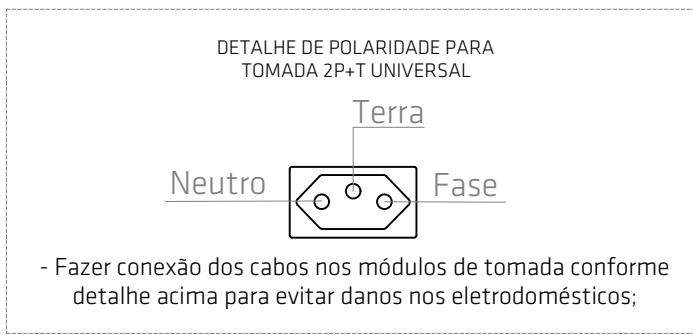 DETALHE DE POLARIDADE PARA
TOMADA 2P+T UNIVERSAL
Terra
Neutro
Fase
- Fazer conexão dos cabos nos módulos de tomada conforme
detalhe acima para evitar danos nos eletrodomésticos;